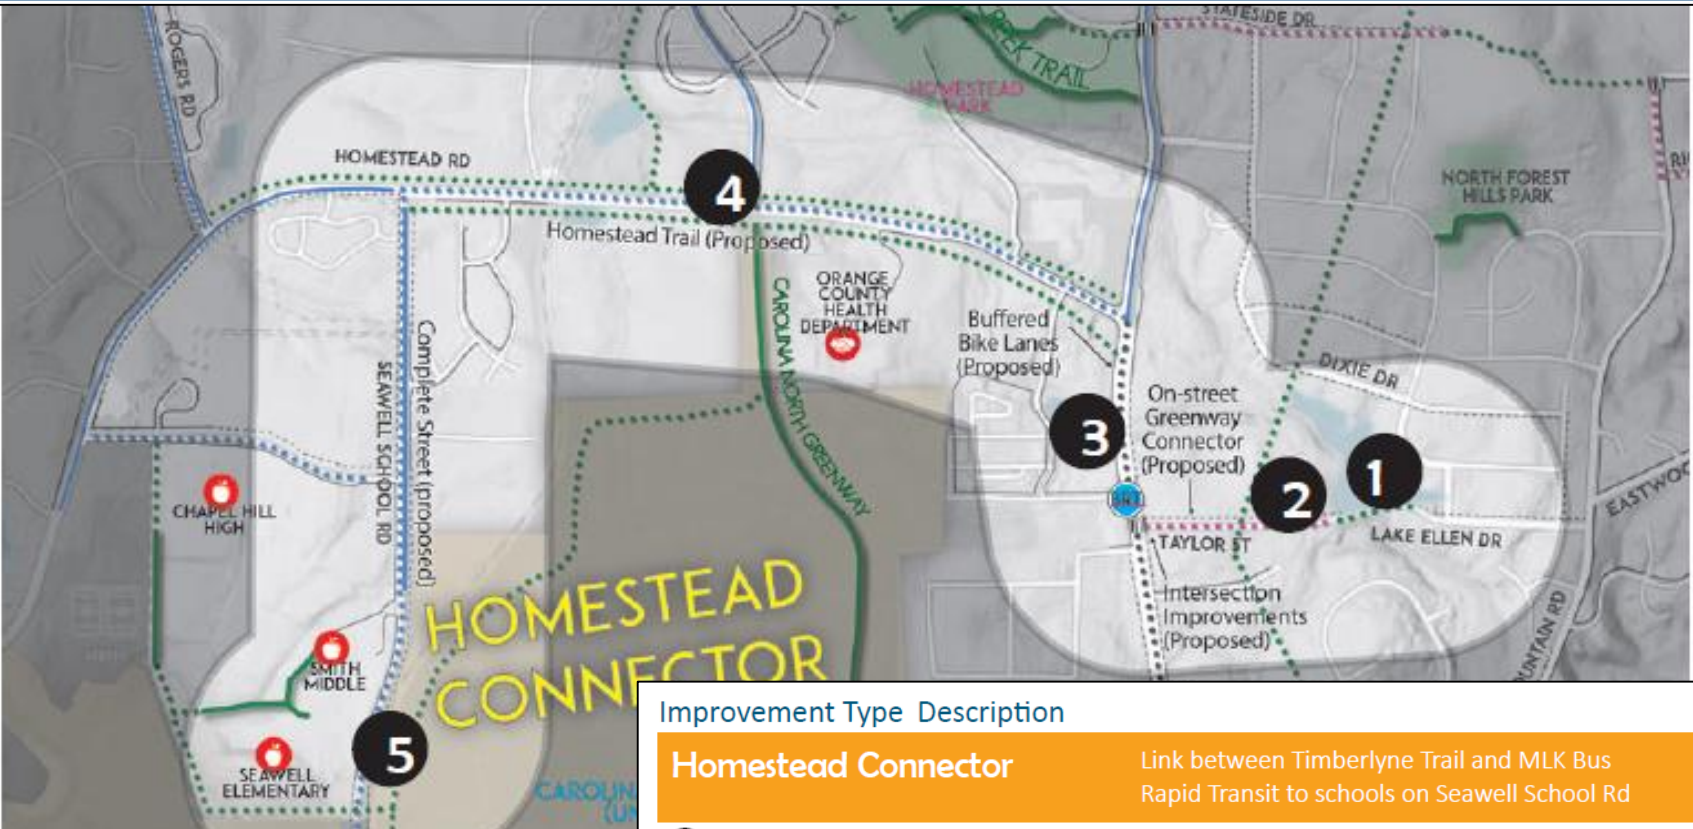 STATESIDE DR
ROGERS RD
CREEK TRAIL
HOMESTEAD
PARK
HOMESTEAD RD
NORTH FOREST
HILLS PARK
4
Homestead Trail (Proposed)
ORANGE
COUNTY
HEALTH
DEPARTMENT
CAROLINA NORTH GREENWAY
Buffered
Bike Lanes
(Proposed)
Complete Street (proposed)
SEAWELL SCHOOL RD
DIXIE DR
On-street
Greenway
Connector
(Proposed)
3
2
1
BRT
CHAPEL HILL
HIGH
TAYLOR ST
LAKE ELLEN DR
Intersection
Improvements
(Proposed)
HOMESTEAD
CONNECTOR
SMITH
MIDDLE
5
SEAWELL
ELEMENTARY
Improvement Type Description
Homestead Connector
Link between Timberlyne Trail and MLK Bus
Rapid Transit to schools on Seawell School Rd